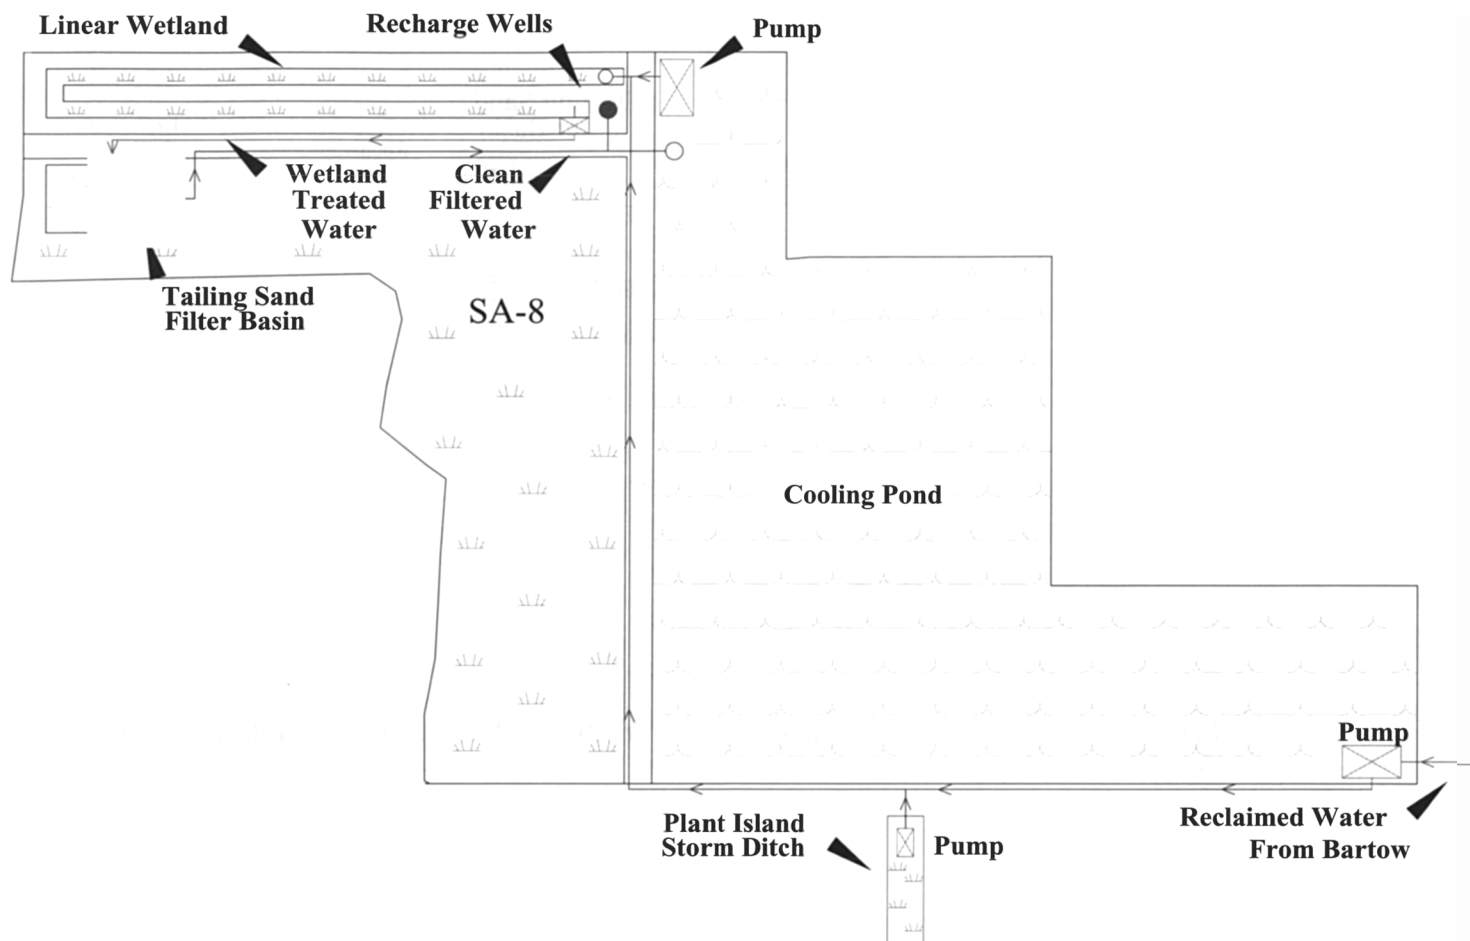 Linear Wetland
Recharge Wells
Pump
Wetland
Treated
Water
Clean
Filtered
Water
Tailing Sand
Filter Basin
SA-8
Cooling Pond
Pump
Plant Island
Storm Ditch
Pump
Reclaimed Water
From Bartow